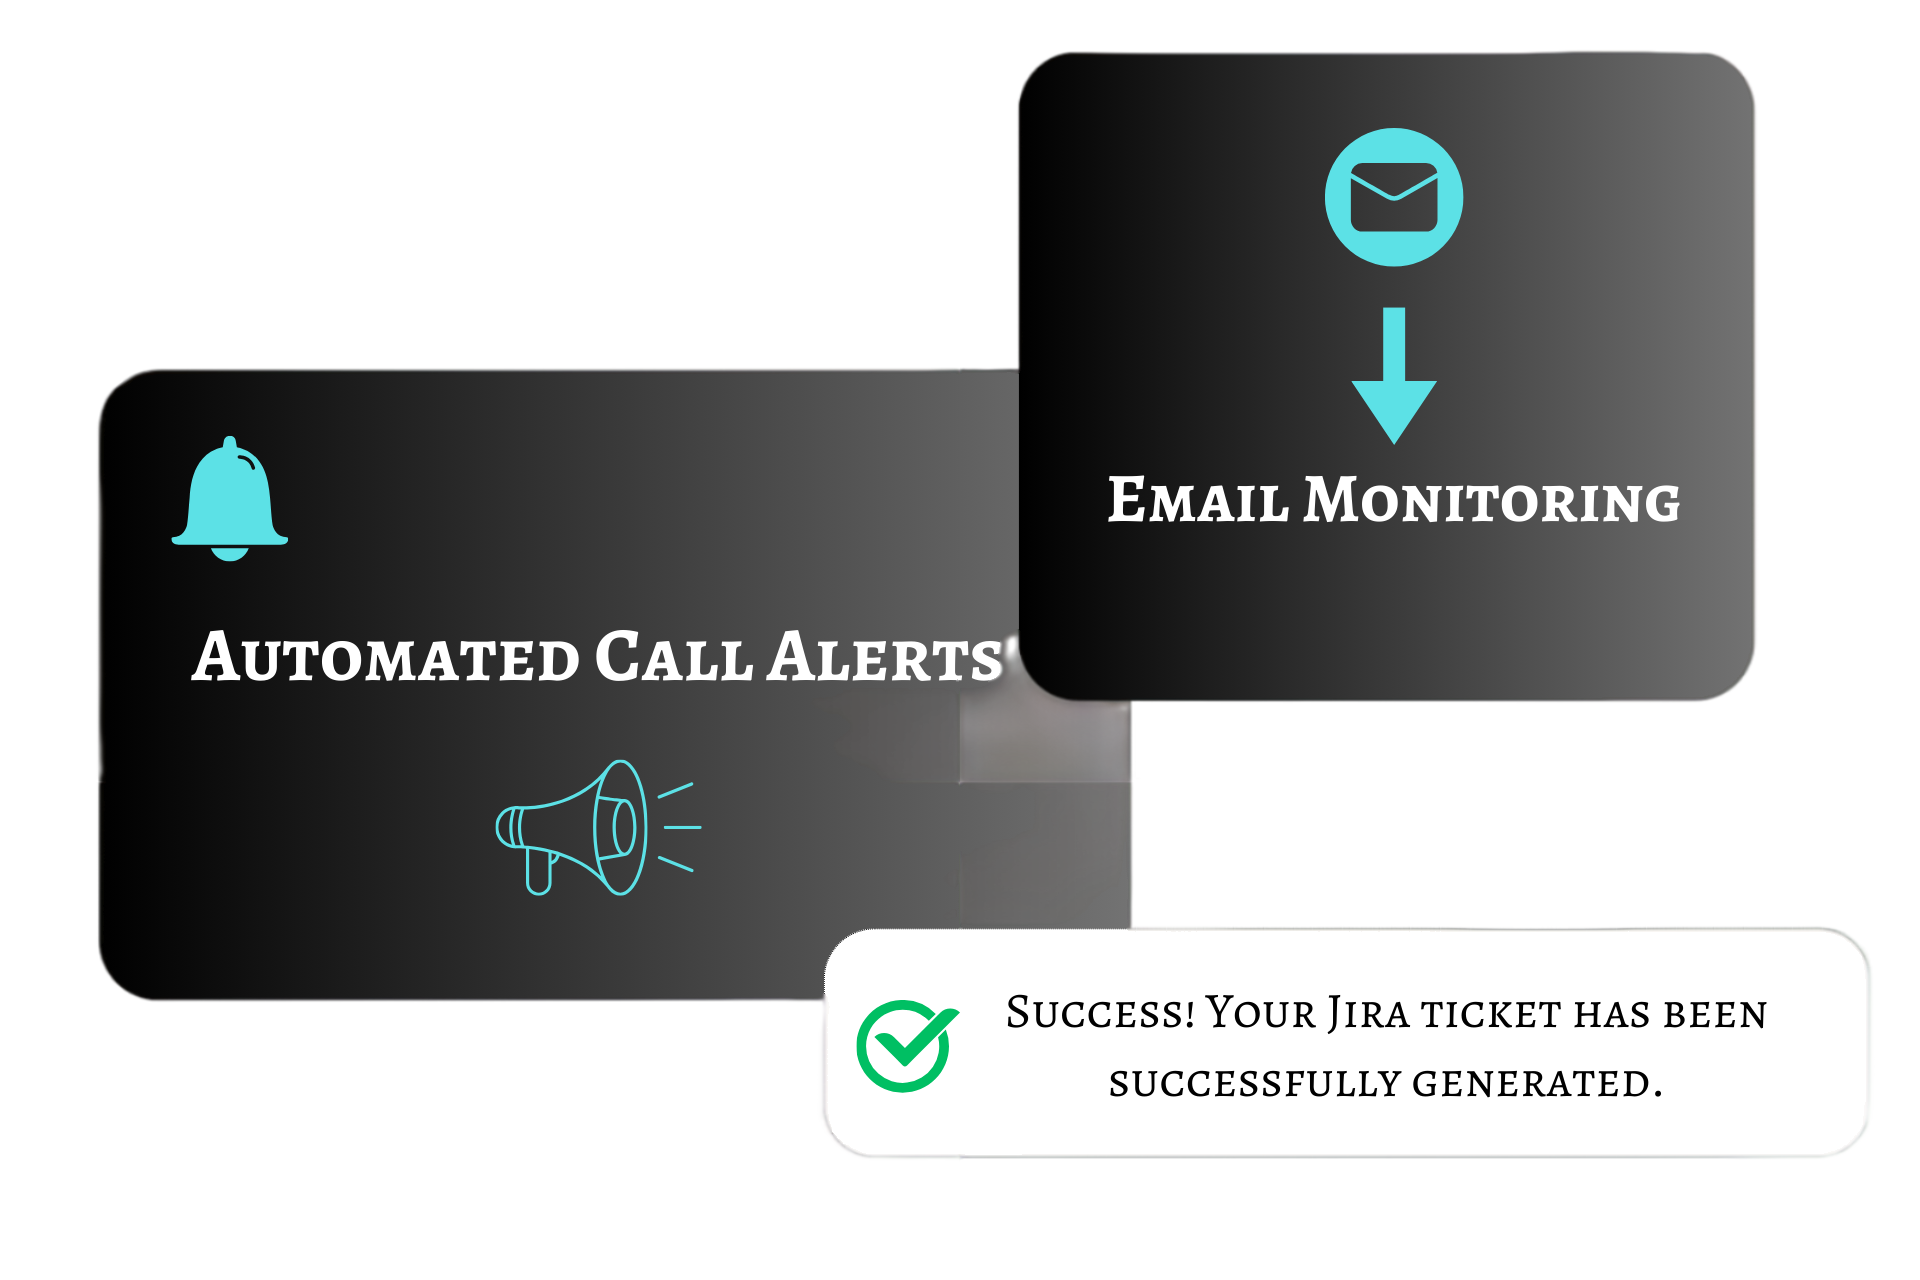 Email Monitoring
Automated Call Alerts
Success! Your Jira ticket has been
successfully generated.